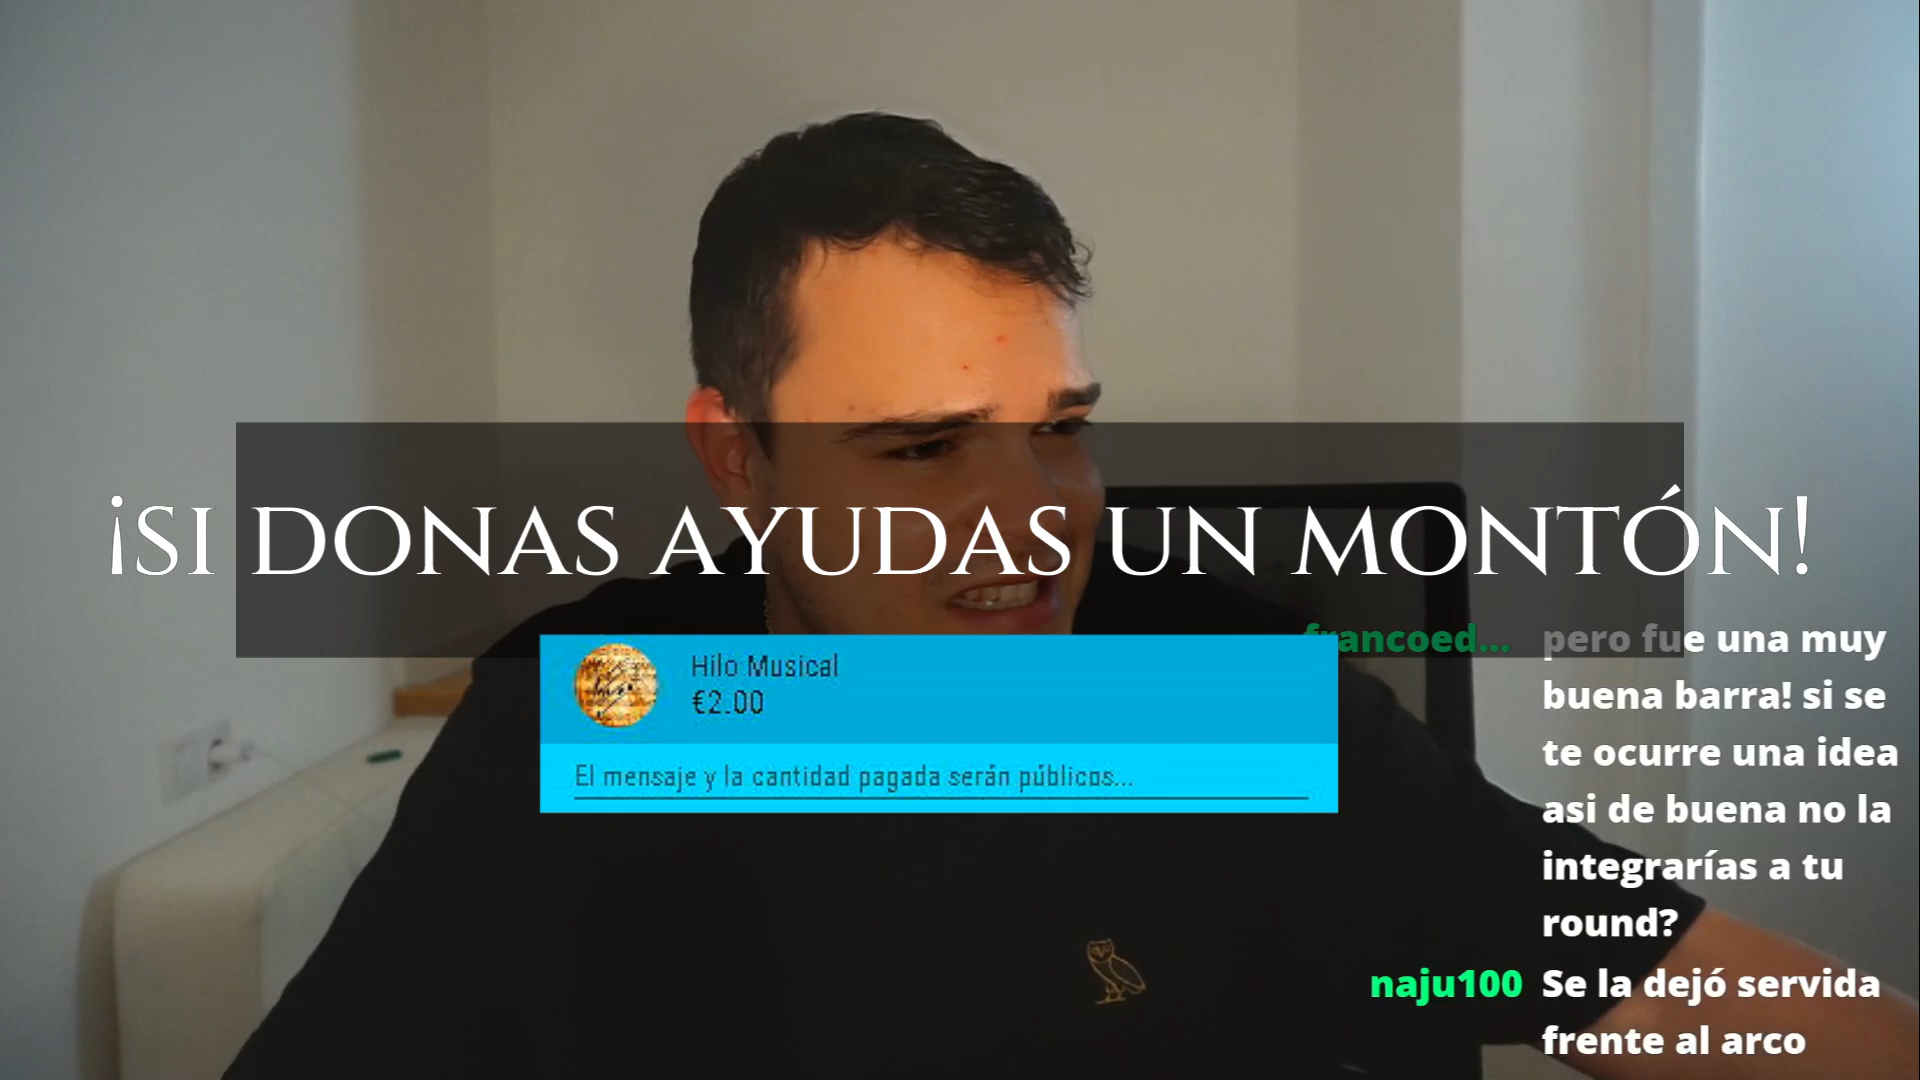 ¡SI DONAS AYUDAS UN MONTÓN!
francoed... pero fue una muy
buena barra! si se
te ocurre una idea
asi de buena no la
integrarías a tu
round?
Hilo Musical
€2.00
El mensaje y la cantidad pagada serán públicos...
naju100 Se la dejó servida
frente al arco